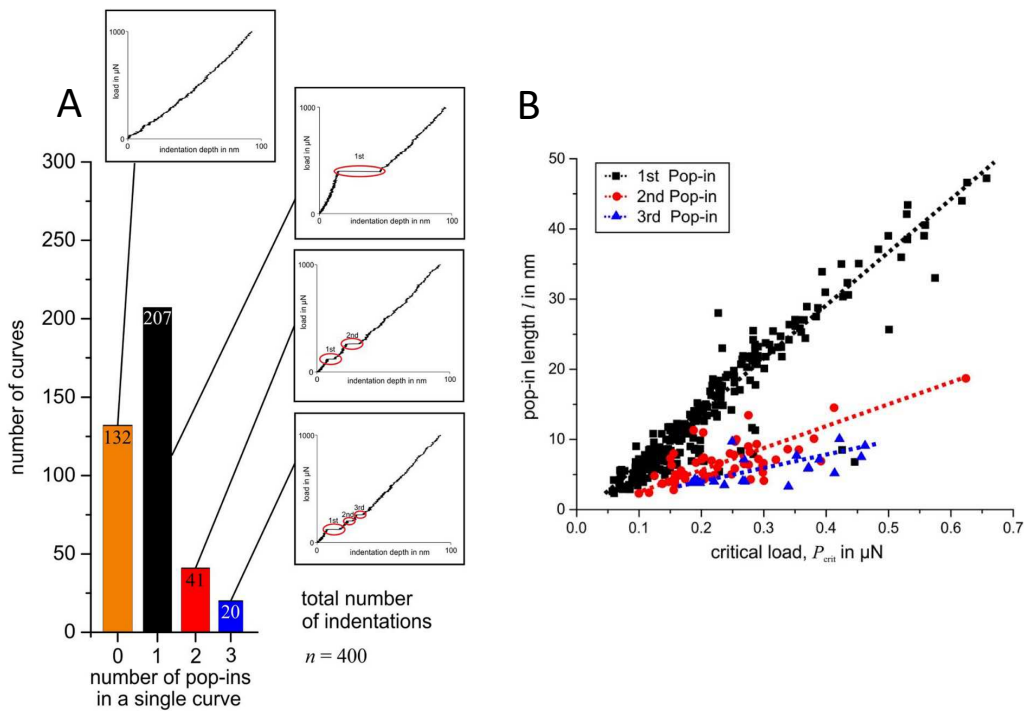 A
1000
load in µN
0
0
indentation depth in nm
100
1000
load in µN
1st
0
0
indentation depth in nm
100
1000
load in µN
1st
2nd
0
0
indentation depth in nm
100
1000
load in µN
1st
2nd
3rd
0
0
indentation depth in nm
100
number of curves
300
250
200
150
100
50
0
132
207
41
20
0 1 2 3
number of pop-ins
in a single curve
total number
of indentations
n = 400
B
pop-in length l in nm
50
40
30
20
10
0
1st Pop-in
2nd Pop-in
3rd Pop-in
0.0 0.1 0.2 0.3 0.4 0.5 0.6 0.7
critical load, Pcrit in µN